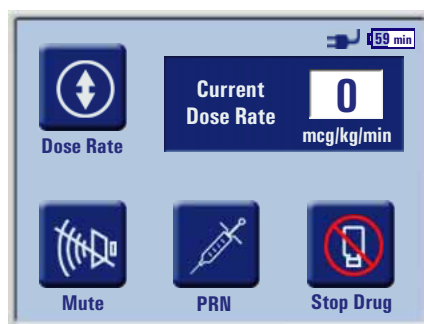 59 min
Current
Dose Rate
0
mcg/kg/min
Dose Rate
Mute
PRN
Stop Drug